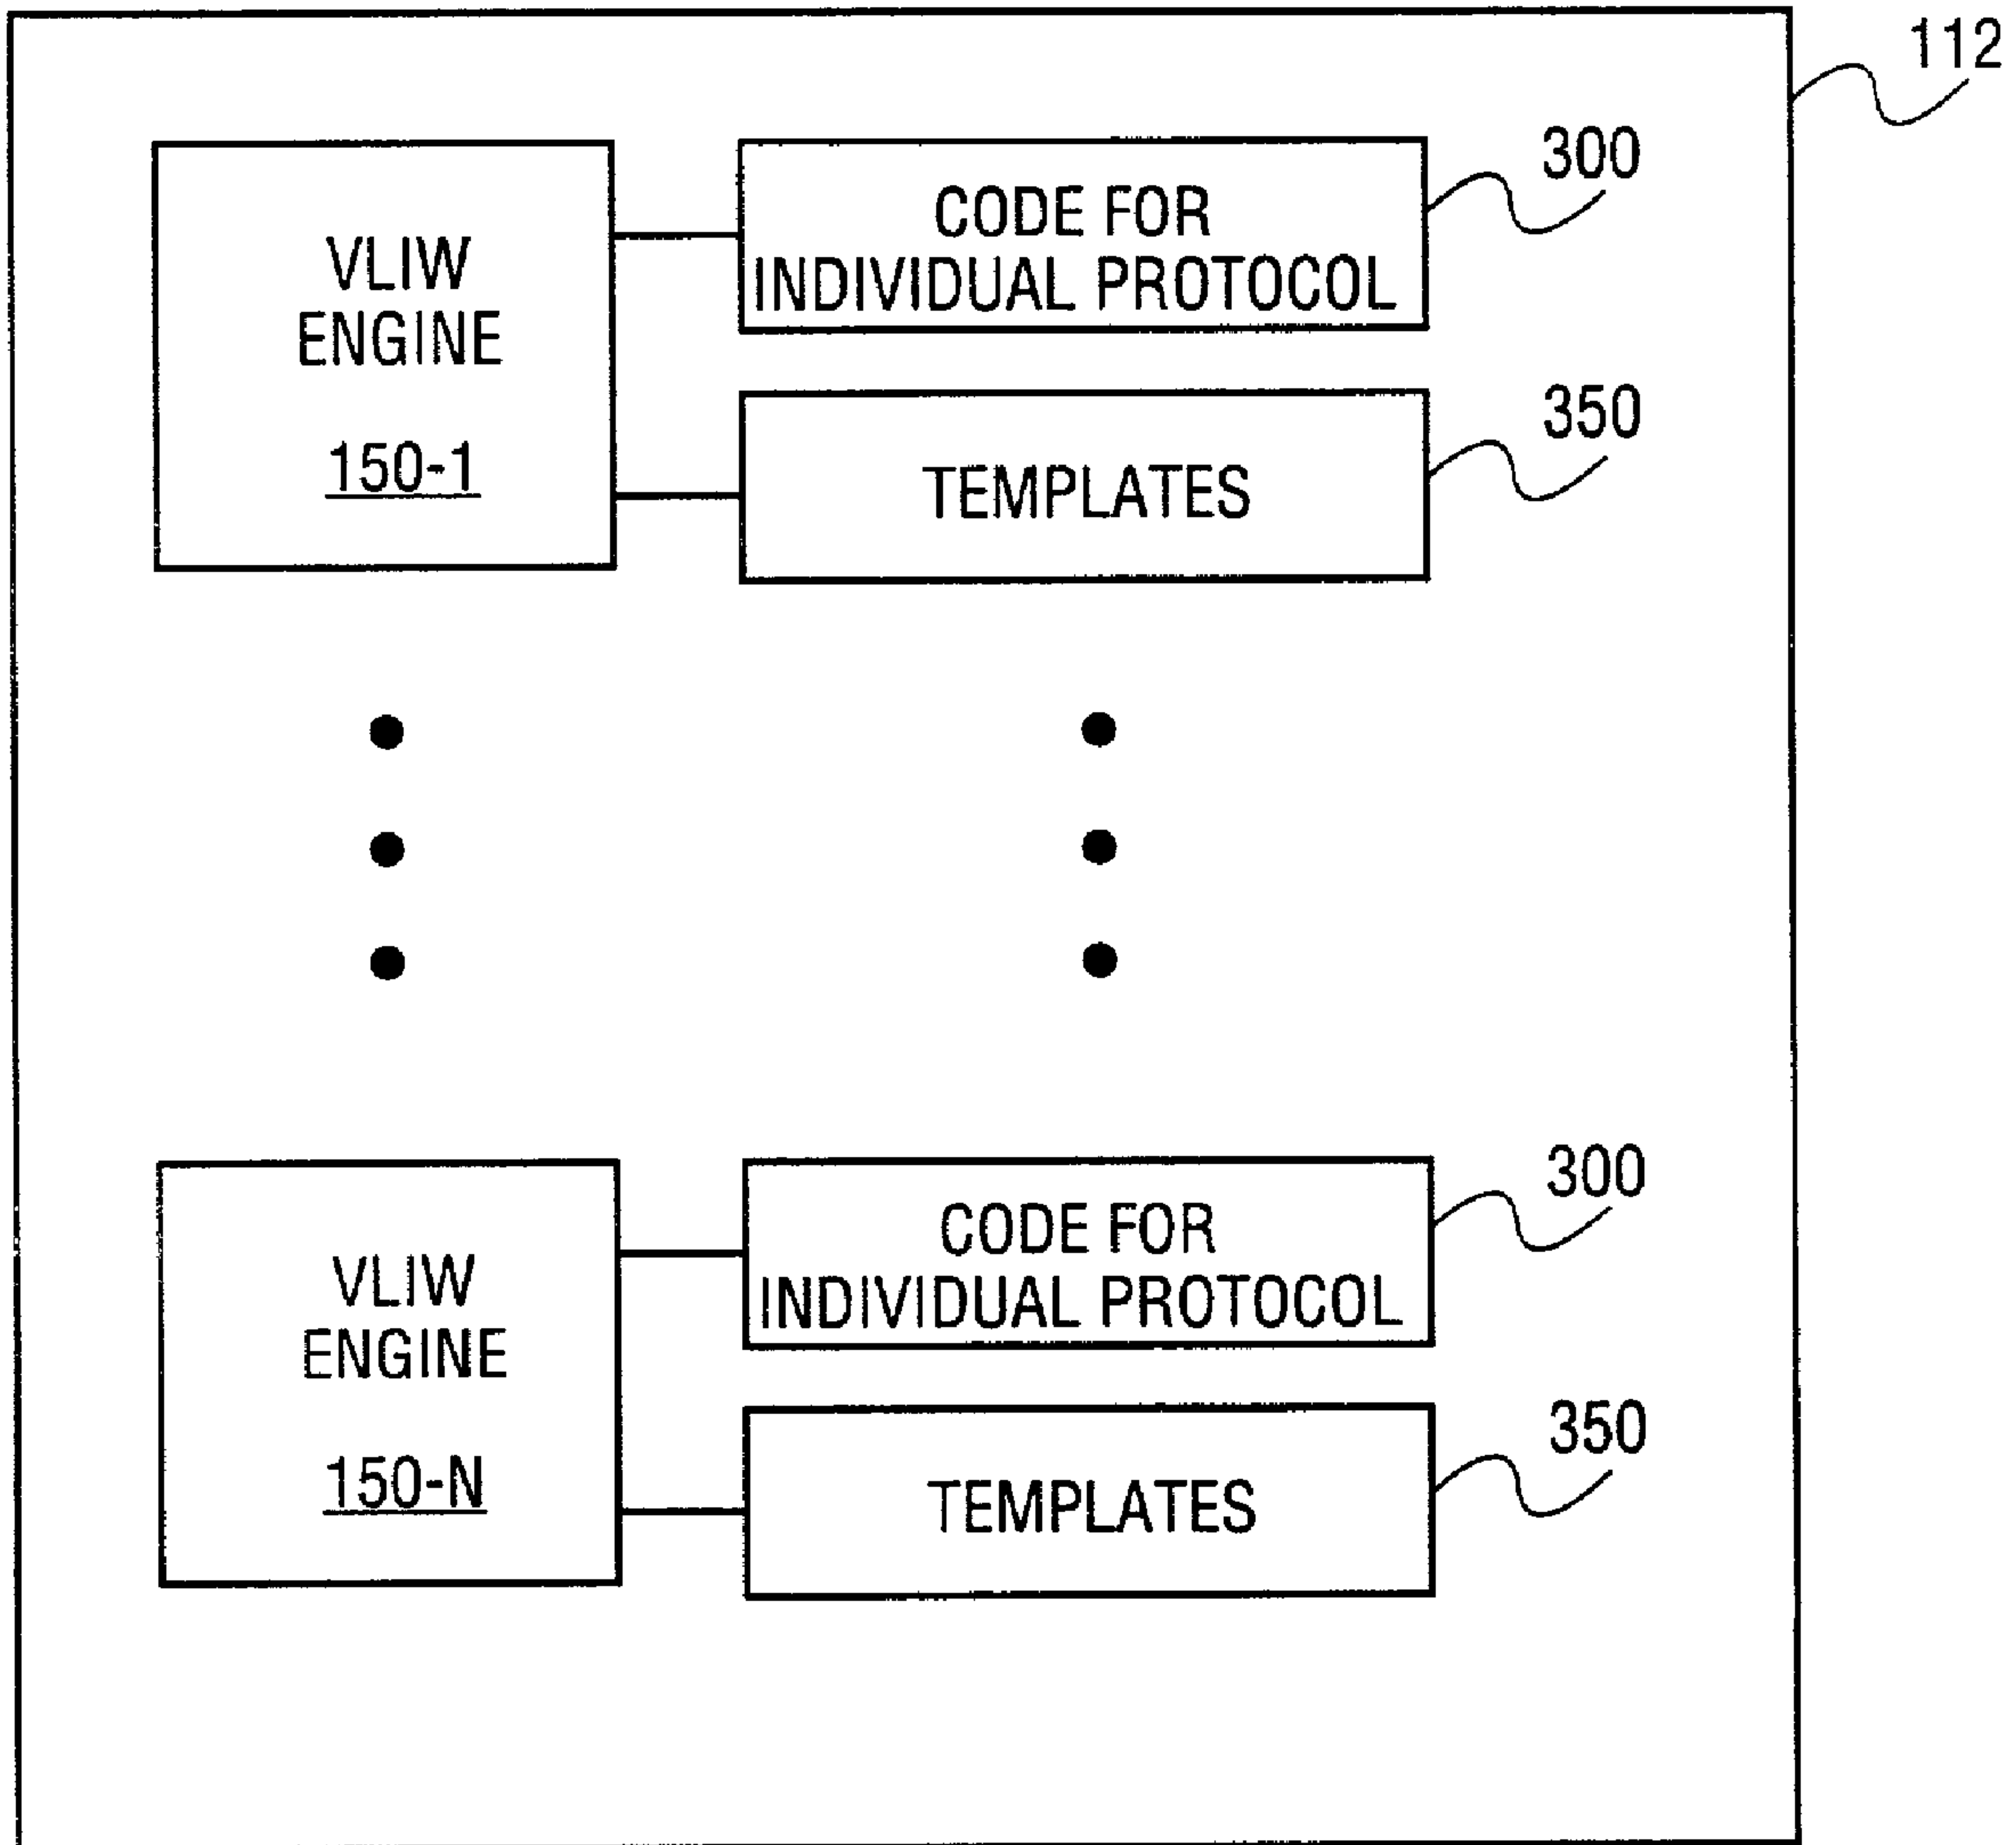 112
300
CODE FOR
INDIVIDUAL PROTOCOL
VLIW
ENGINE
150-1
350
TEMPLATES
300
CODE FOR
INDIVIDUAL PROTOCOL
VLIW
ENGINE
150-N
350
TEMPLATES